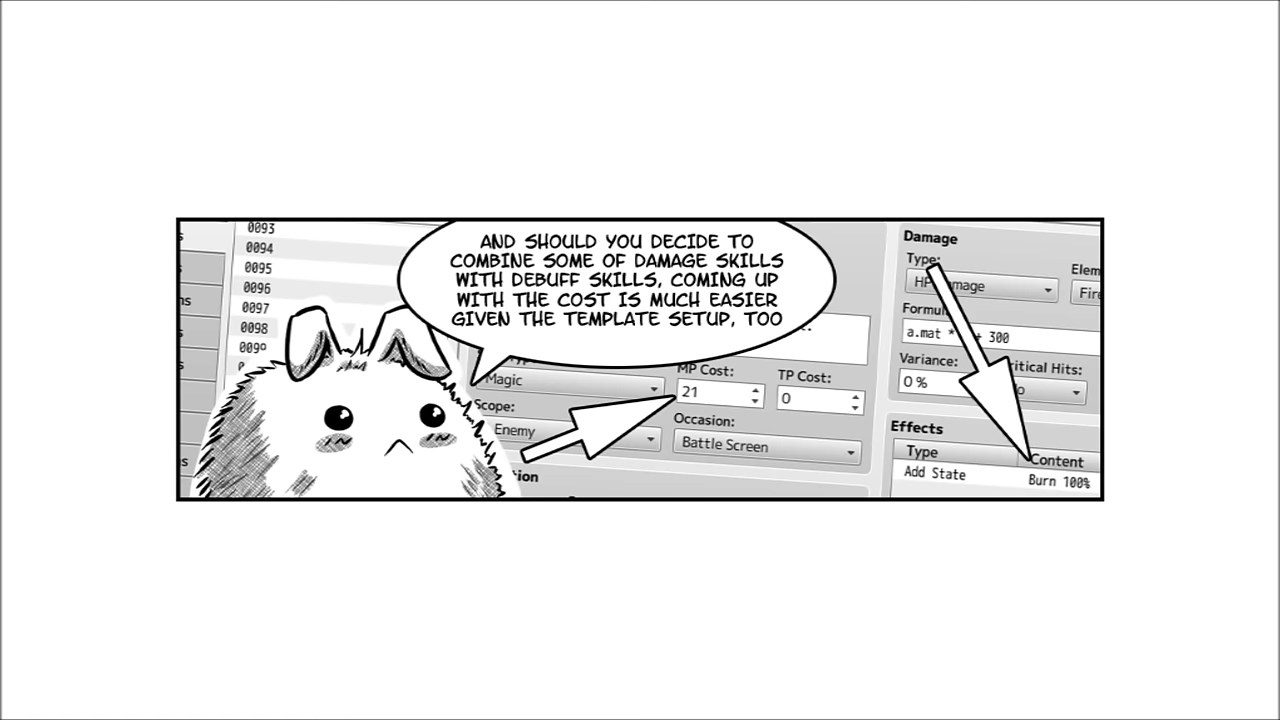 AND SHOULD YOU DECIDE TO
COMBINE SOME OF DAMAGE SKILLS
WITH DEBUFF SKILLS, COMING UP
WITH THE COST IS MUCH EASIER
GIVEN THE TEMPLATE SETUP, TOO
0093
0094
0095
0096
0097
0098
Magic
Scope:
Enemy
MP Cost:
TP Cost:
21
0
Occasion:
Battle Screen
Damage
Type:
Formul
a.mat * + 300
Variance:
ritical Hits:
0 %
Effects
Type
Content
Add State
Burn 100%